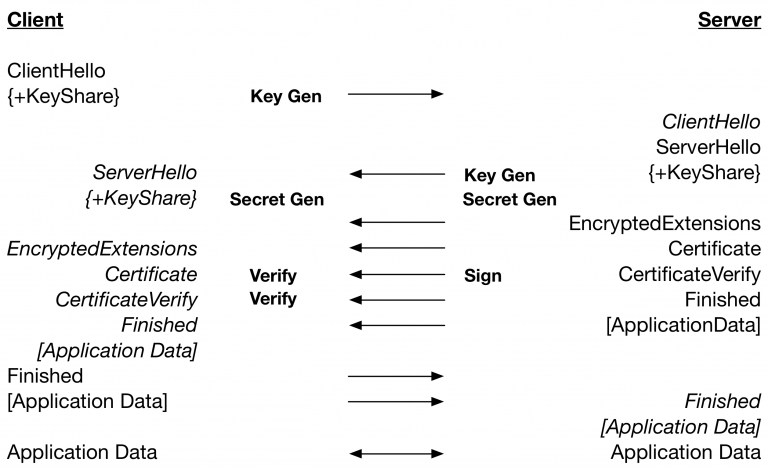 Client Server
ClientHello
{+KeyShare} Key Gen
ClientHello
ServerHello
ServerHello Key Gen {+KeyShare}
{+KeyShare} Secret Gen Secret Gen
EncryptedExtensions
EncryptedExtensions Certificate
Certificate Verify Sign CertificateVerify
CertificateVerify Verify Finished
Finished [ApplicationData]
[Application Data]
Finished
[Application Data] Finished
[Application Data]
Application Data Application Data